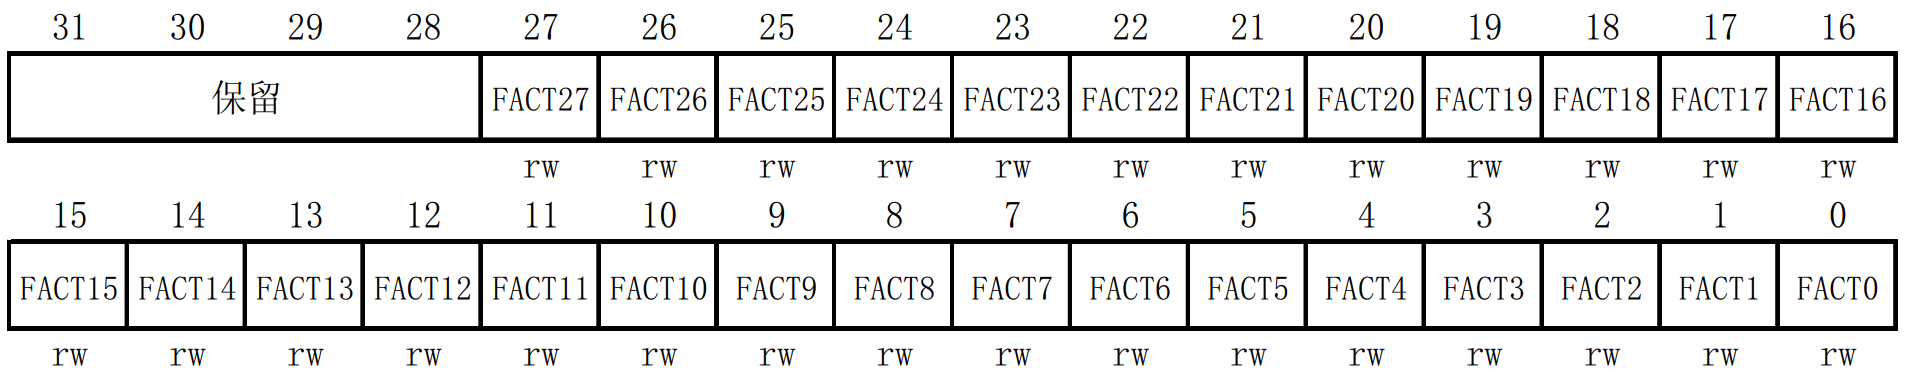 31 30 29 28 27 26 25 24 23 22 21 20 19 18 17 16
保留 FACT27 FACT26 FACT25 FACT24 FACT23 FACT22 FACT21 FACT20 FACT19 FACT18 FACT17 FACT16
rw rw rw rw rw rw rw rw rw rw rw rw
15 14 13 12 11 10 9 8 7 6 5 4 3 2 1 0
FACT15 FACT14 FACT13 FACT12 FACT11 FACT10 FACT9 FACT8 FACT7 FACT6 FACT5 FACT4 FACT3 FACT2 FACT1 FACT0
rw rw rw rw rw rw rw rw rw rw rw rw rw rw rw rw